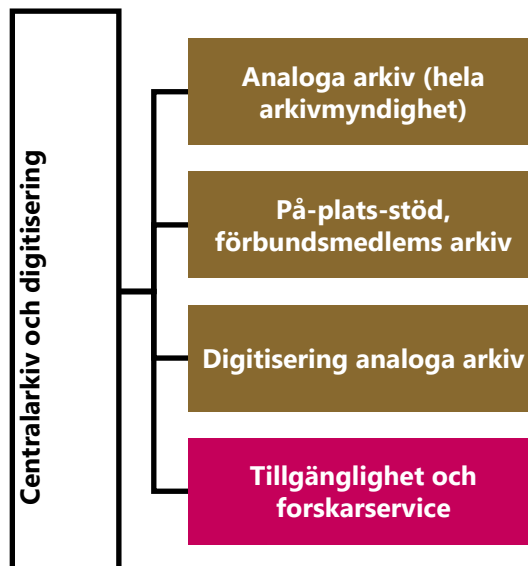 Centralarkiv och digitisering
Analoga arkiv (hela
arkivmyndighet)
På-plats-stöd,
förbundsmedlems arkiv
Digitisering analoga arkiv
Tillgänglighet och
forskarservice